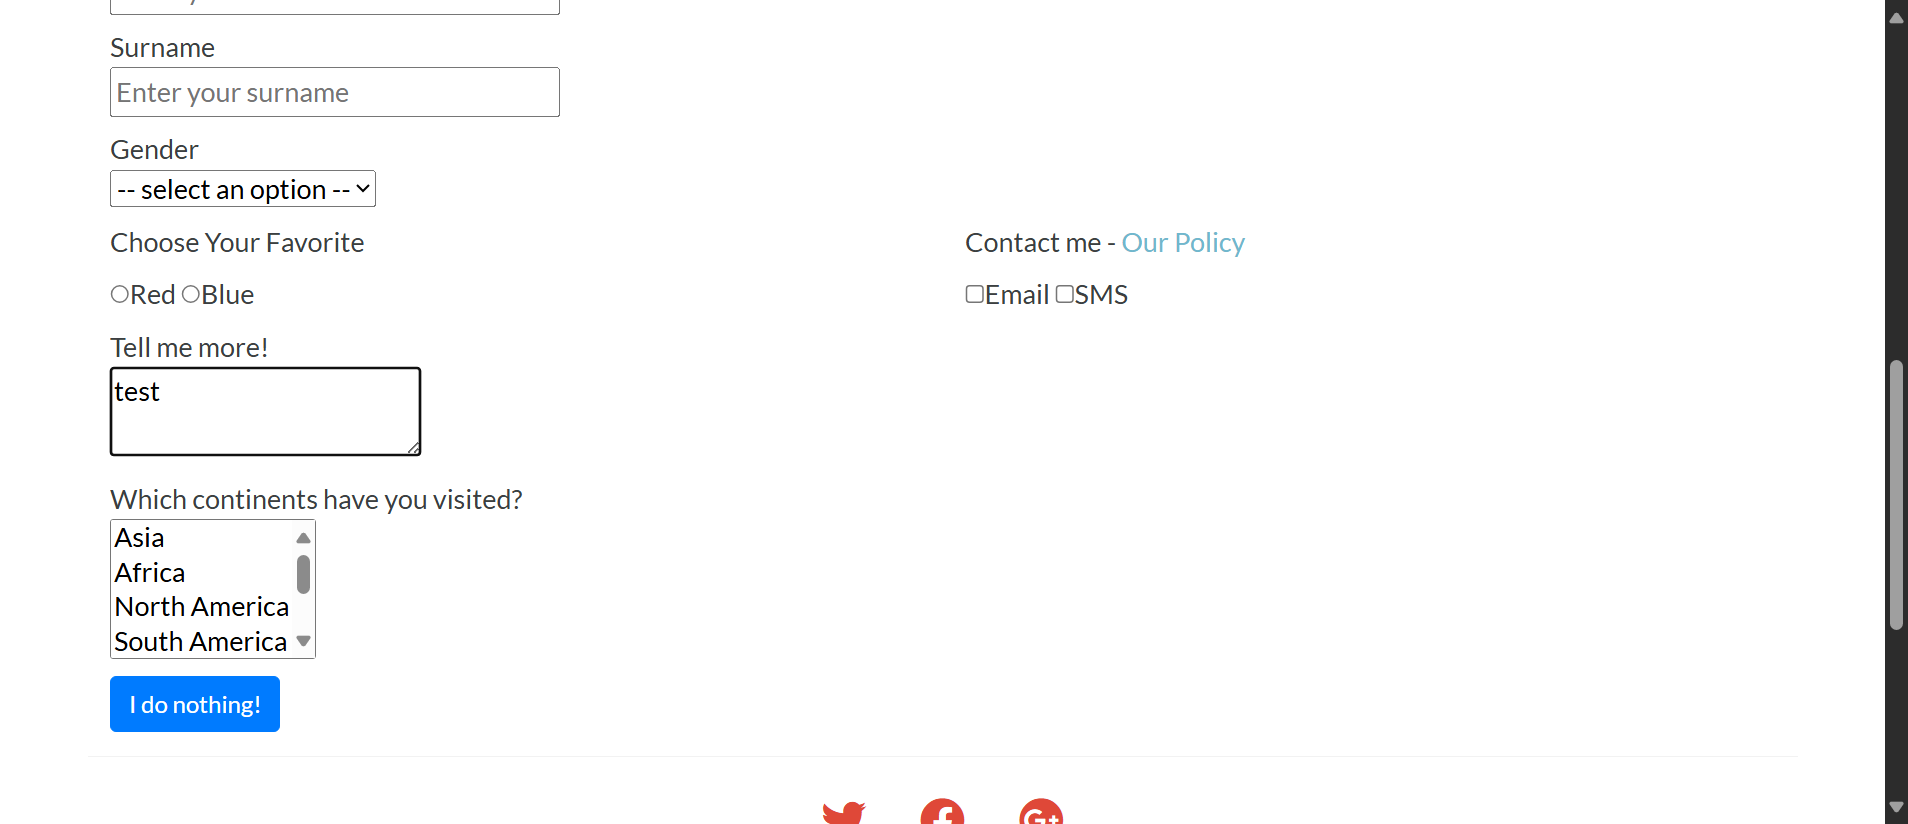 Surname
Enter your surname
Gender
-- select an option --
Choose Your Favorite
Contact me - Our Policy
Red Blue
Email SMS
Tell me more!
test
Which continents have you visited?
Asia
Africa
North America
South America
I do nothing!